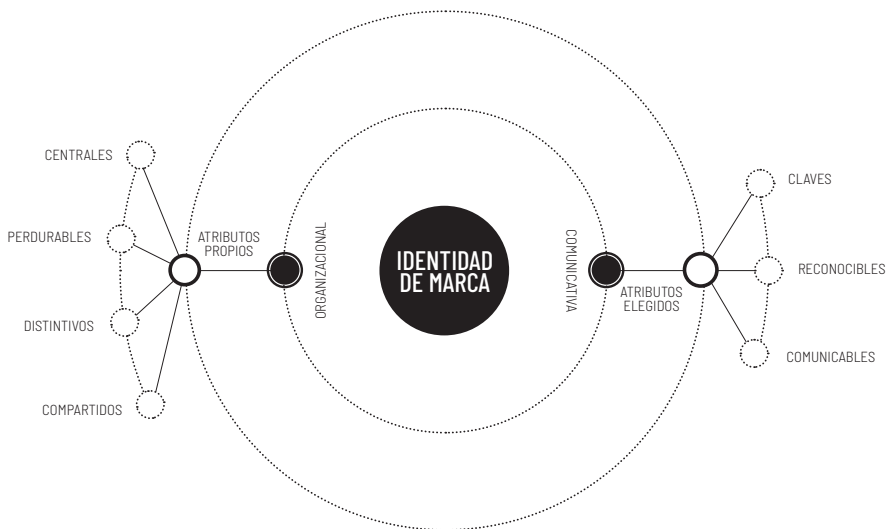 CENTRALES
PERDURABLES
DISTINTIVOS
COMPARTIDOS
ATRIBUTOS
PROPIOS
ORGANIZACIONAL
IDENTIDAD
DE MARCA
COMUNICATIVA
ATRIBUTOS
ELEGIDOS
CLAVES
RECONOCIBLES
COMUNICABLES